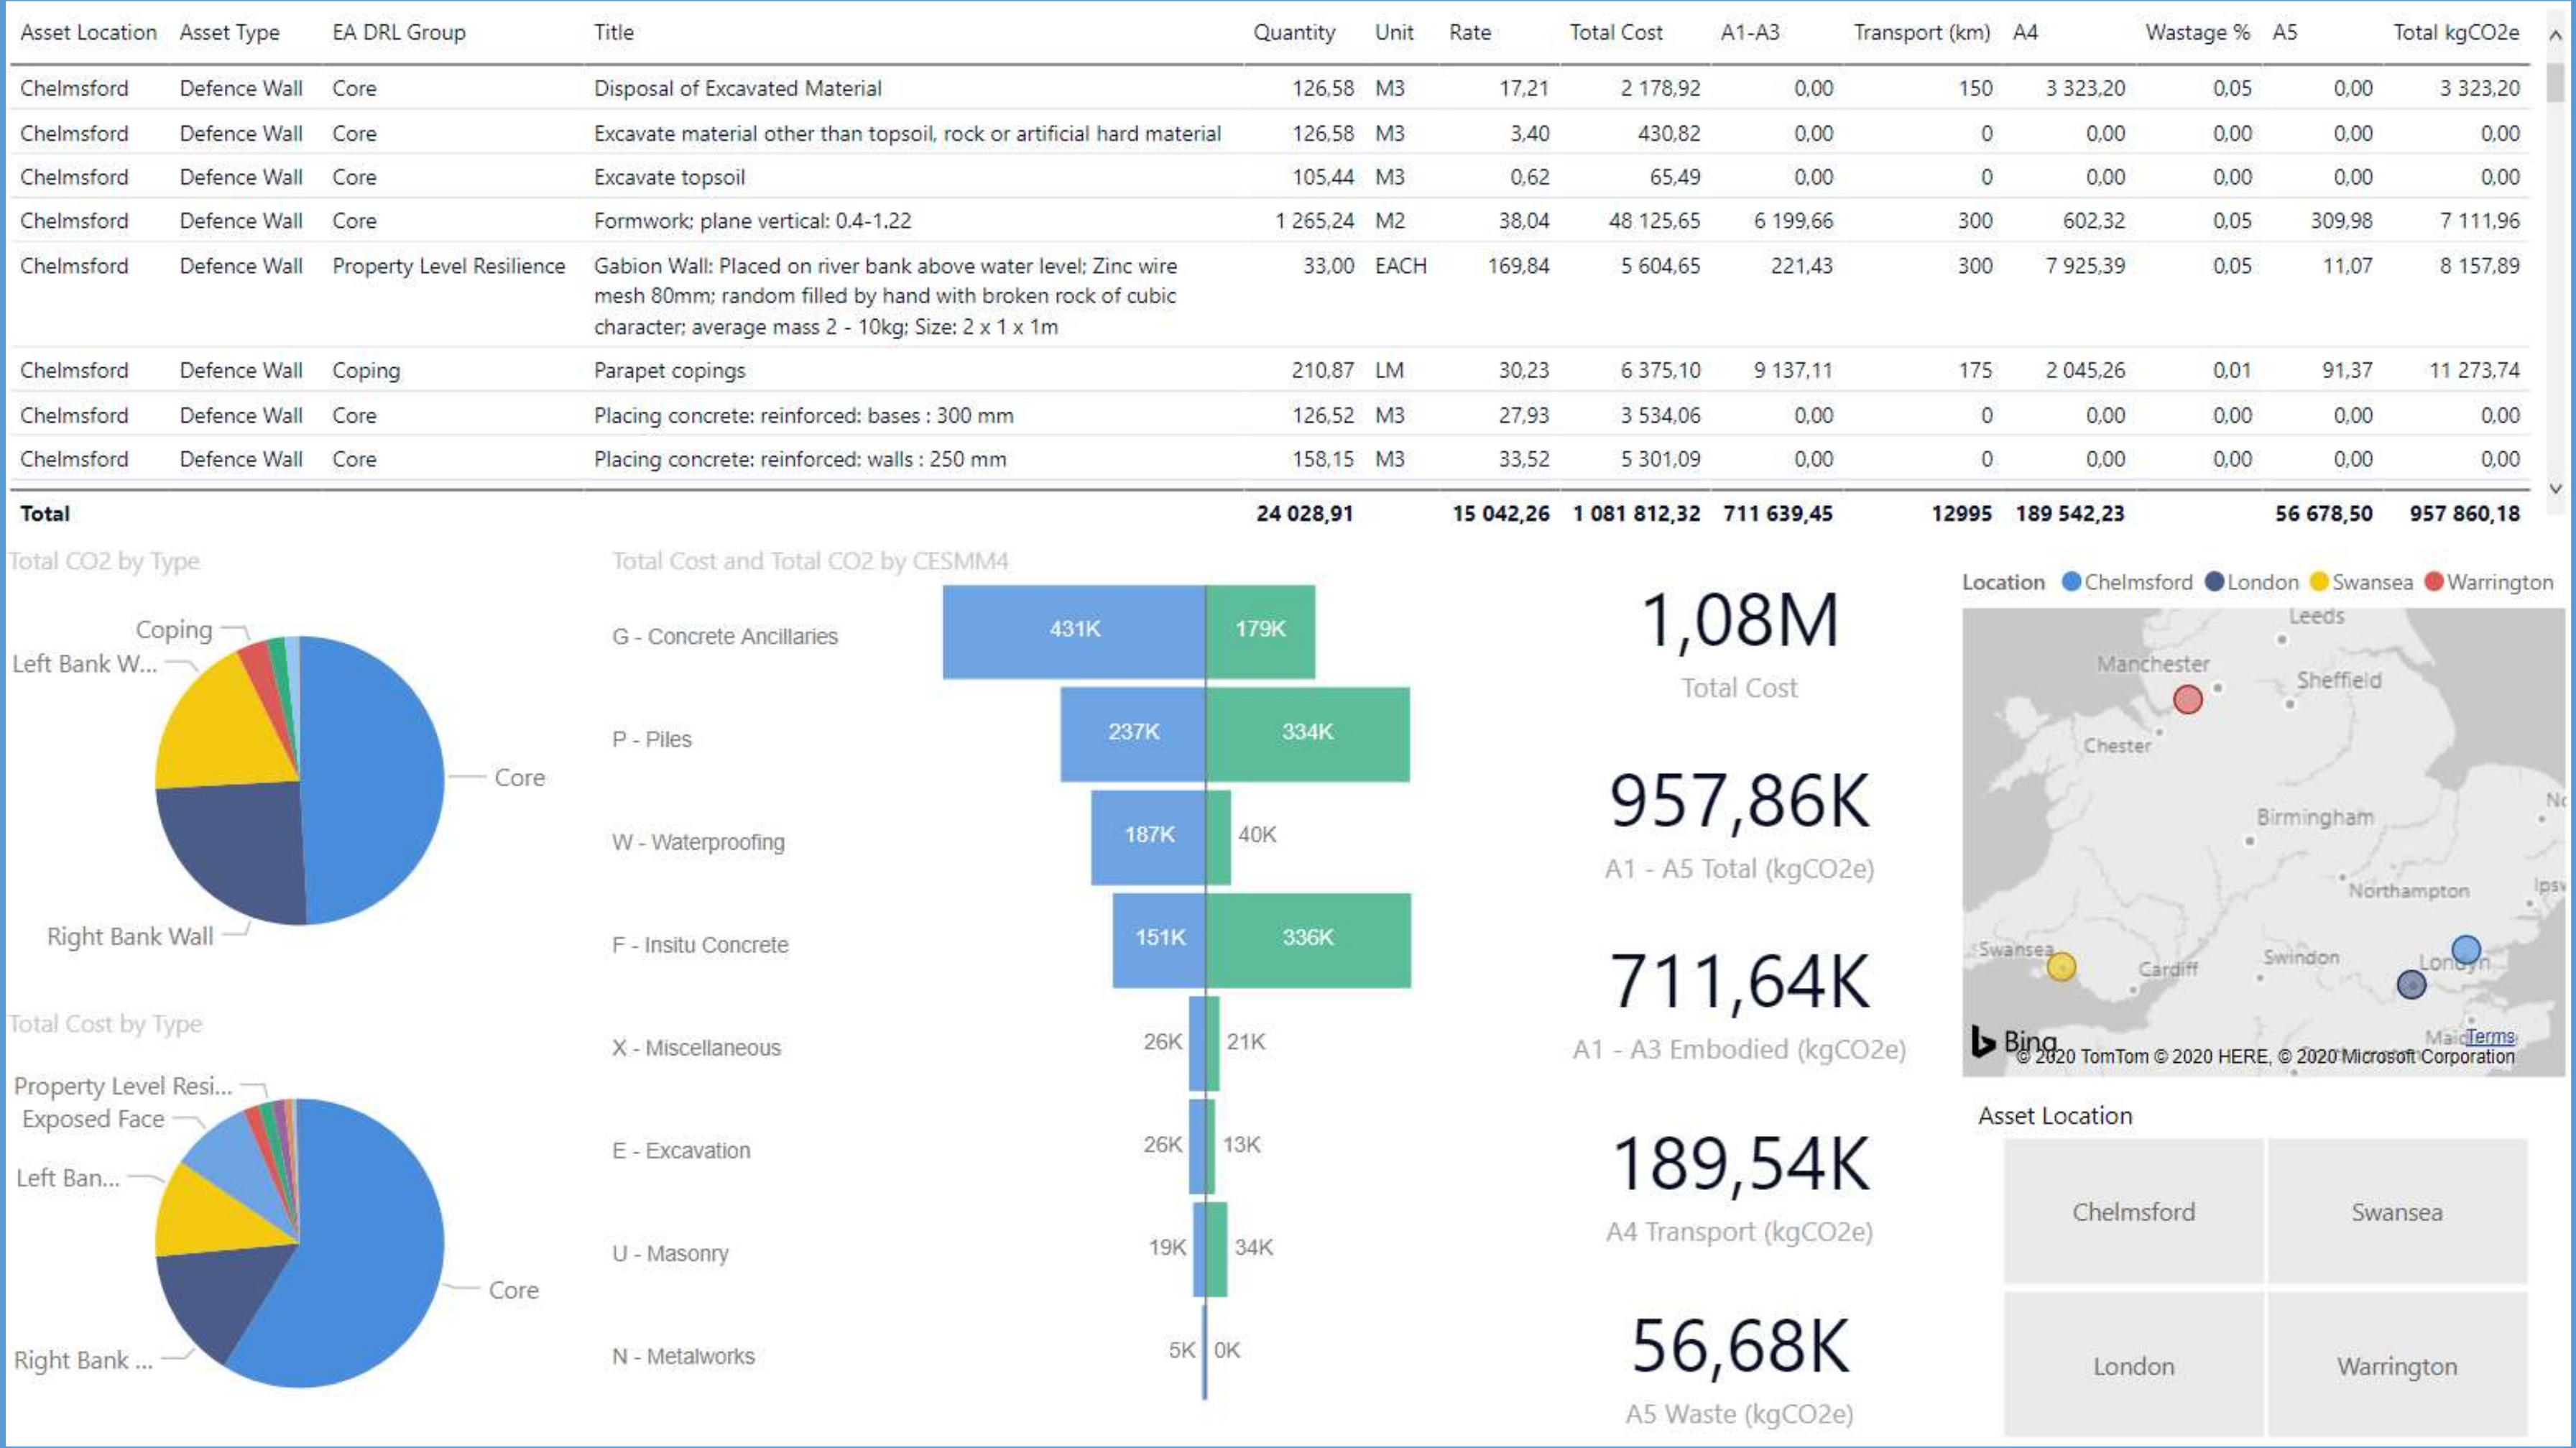 Asset Location Asset Type EA DRL Group Title Quantity Unit Rate Total Cost A1-A3 Transport (km) A4 Wastage % A5 Total kgCO2e
Chelmsford Defence Wall Core Disposal of Excavated Material 126,58 M3 17,21 2 178,92 0,00 150 3 323,20 0,05 0,00 3 323,20
Chelmsford Defence Wall Core Excavate material other than topsoil, rock or artificial hard material 126,58 M3 3,40 430,82 0,00 0 0,00 0,00 0,00 0,00
Chelmsford Defence Wall Core Excavate topsoil 105,44 M3 0,62 65,49 0,00 0 0,00 0,00 0,00 0,00
Chelmsford Defence Wall Core Formwork; plane vertical: 0.4-1.22 1 265,24 M2 38,04 48 125,65 6 199,66 300 602,32 0,05 309,98 7 111,96
Chelmsford Defence Wall Property Level Resilience Gabion Wall: Placed on river bank above water level; Zinc wire 33,00 EACH 169,84 5 604,65 221,43 300 7 925,39 0,05 11,07 8 157,89
mesh 80mm; random filled by hand with broken rock of cubic
character; average mass 2 - 10kg; Size: 2 x 1 x 1m
Chelmsford Defence Wall Coping Parapet copings 210,87 LM 30,23 6 375,10 9 137,11 175 2 045,26 0,01 91,37 11 273,74
Chelmsford Defence Wall Core Placing concrete: reinforced: bases : 300 mm 126,52 M3 27,93 3 534,06 0,00 0 0,00 0,00 0,00 0,00
Chelmsford Defence Wall Core Placing concrete: reinforced: walls : 250 mm 158,15 M3 33,52 5 301,09 0,00 0 0,00 0,00 0,00 0,00
Total 24 028,91 15 042,26 1 081 812,32 711 639,45 12995 189 542,23 56 678,50 957 860,18
Total CO2 by Type
Coping
Left Bank W...
Core
Right Bank Wall
Total Cost by Type
Property Level Resi...
Exposed Face
Left Ban...
Core
Right Bank ...
Total Cost and Total CO2 by CESMM4
G - Concrete Ancillaries 431K 179K
P - Piles 237K 334K
W - Waterproofing 187K 40K
F - Insitu Concrete 151K 336K
X - Miscellaneous 26K 21K
E - Excavation 26K 13K
U - Masonry 19K 34K
N - Metalworks 5K 0K
1,08M
Total Cost
957,86K
A1 - A5 Total (kgCO2e)
711,64K
A1 - A3 Embodied (kgCO2e)
189,54K
A4 Transport (kgCO2e)
56,68K
A5 Waste (kgCO2e)
Location Chelmsford London Swansea Warrington
Leeds
Manchester
Sheffield
Chester
Birmingham
Northampton
Swansea
Swindon
Cardiff
Bing
Terms
© 2020 TomTom © 2020 HERE, © 2020 Microsoft Corporation
Asset Location
Chelmsford Swansea
London Warrington